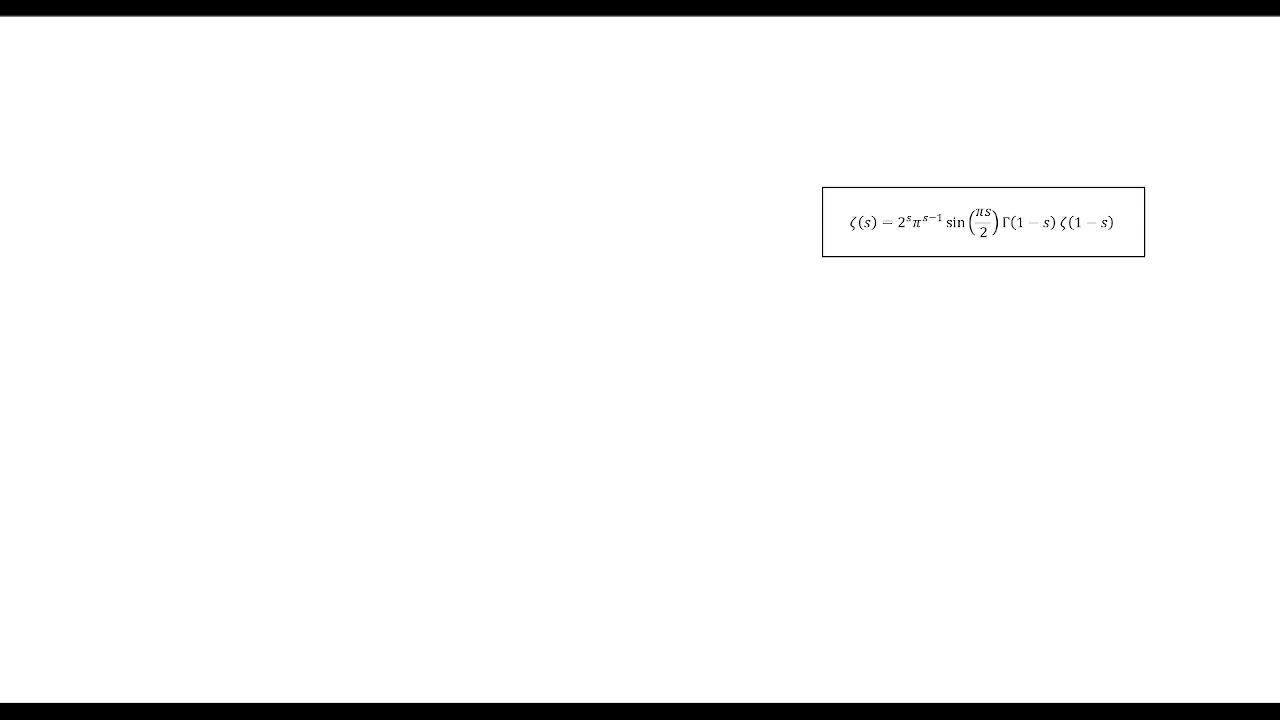 ζ(s) = 2^s π^{s−1} sin(πs/2) Γ(1 − s) ζ(1 − s)